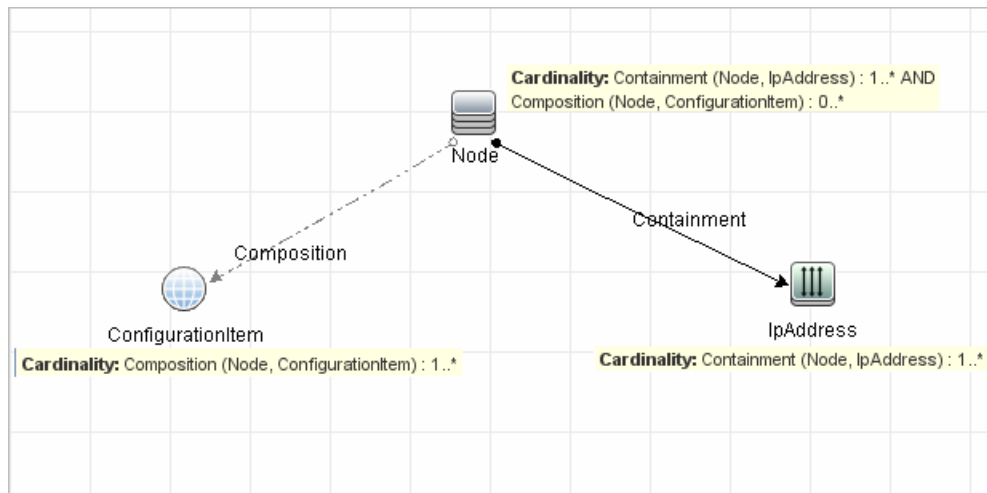 Cardinality: Containment (Node, IpAddress) : 1..* AND
Composition (Node, ConfigurationItem) : 0..*
Node
Containment
Composition
ConfigurationItem
IpAddress
Cardinality: Composition (Node, ConfigurationItem) : 1..*
Cardinality: Containment (Node, IpAddress) : 1..*